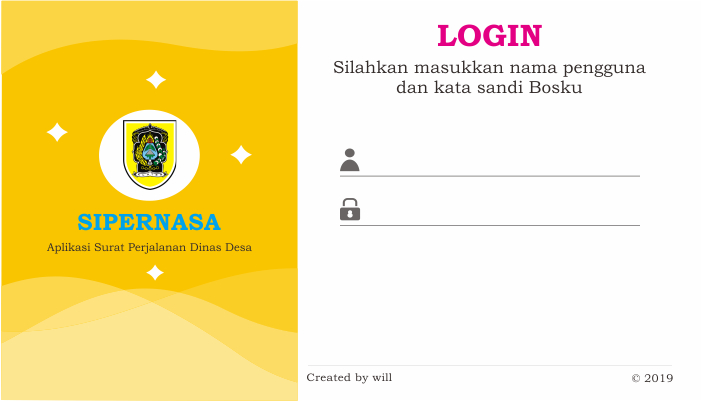 SIPERNASA
Aplikasi Surat Perjalanan Dinas Desa
LOGIN
Silahkan masukkan nama pengguna
dan kata sandi Bosku
Created by will
© 2019